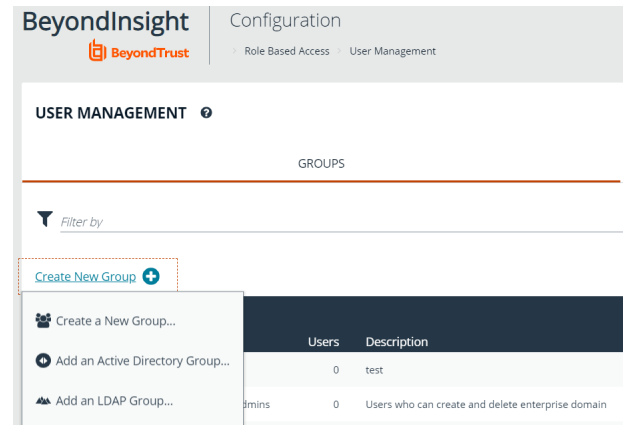 BeyondInsight
BeyondTrust
Configuration
Role Based Access
User Management
USER MANAGEMENT
GROUPS
Filter by
Create New Group
Create a New Group...
Add an Active Directory Group...
Add an LDAP Group...
Users Description
0 test
dmins 0 Users who can create and delete enterprise domain